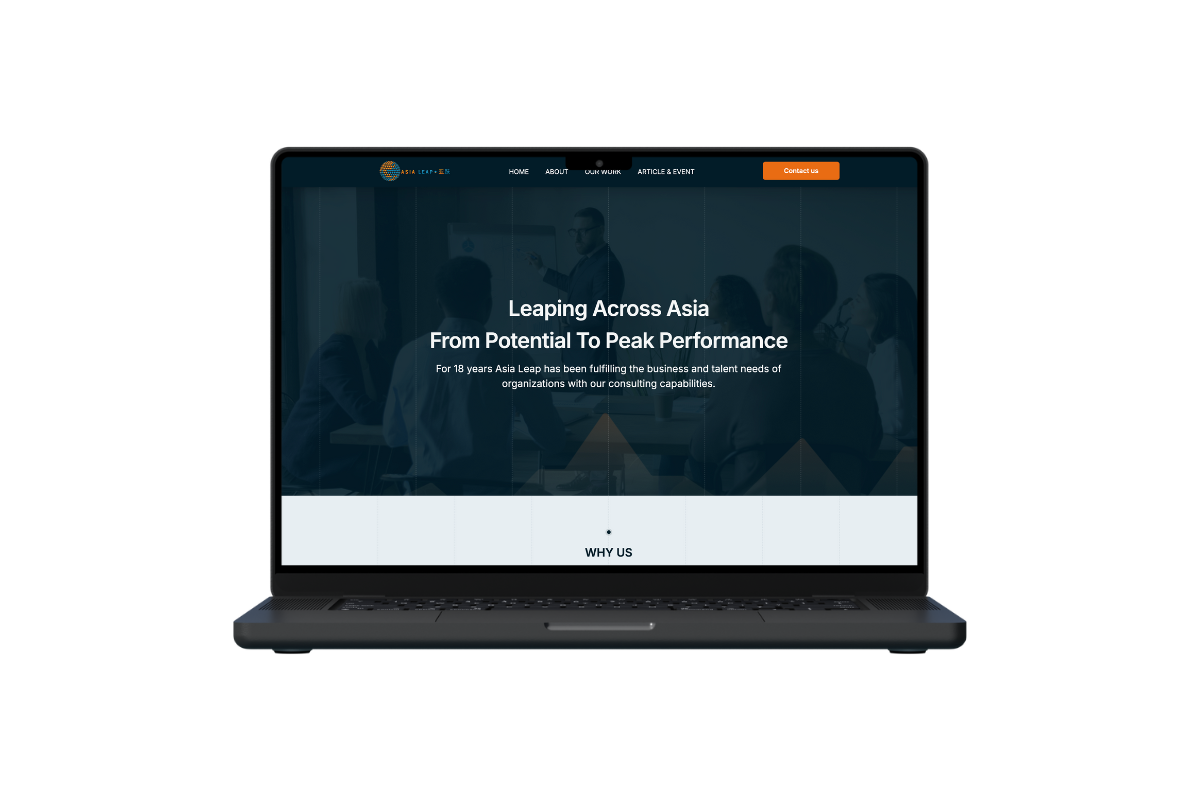 ASIA LEAP
HOME
ABOUT
OUR WORK
ARTICLE & EVENT
Contact us
Leaping Across Asia
From Potential To Peak Performance
For 18 years Asia Leap has been fulfilling the business and talent needs of
organizations with our consulting capabilities.
WHY US